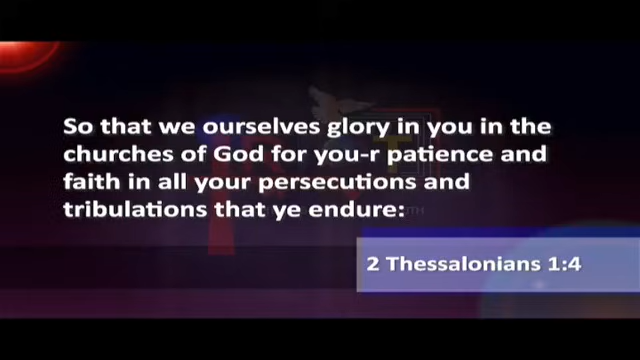 So that we ourselves glory in you in the
churches of God for you-r patience and
faith in all your persecutions and
tribulations that ye endure:
2 Thessalonians 1:4